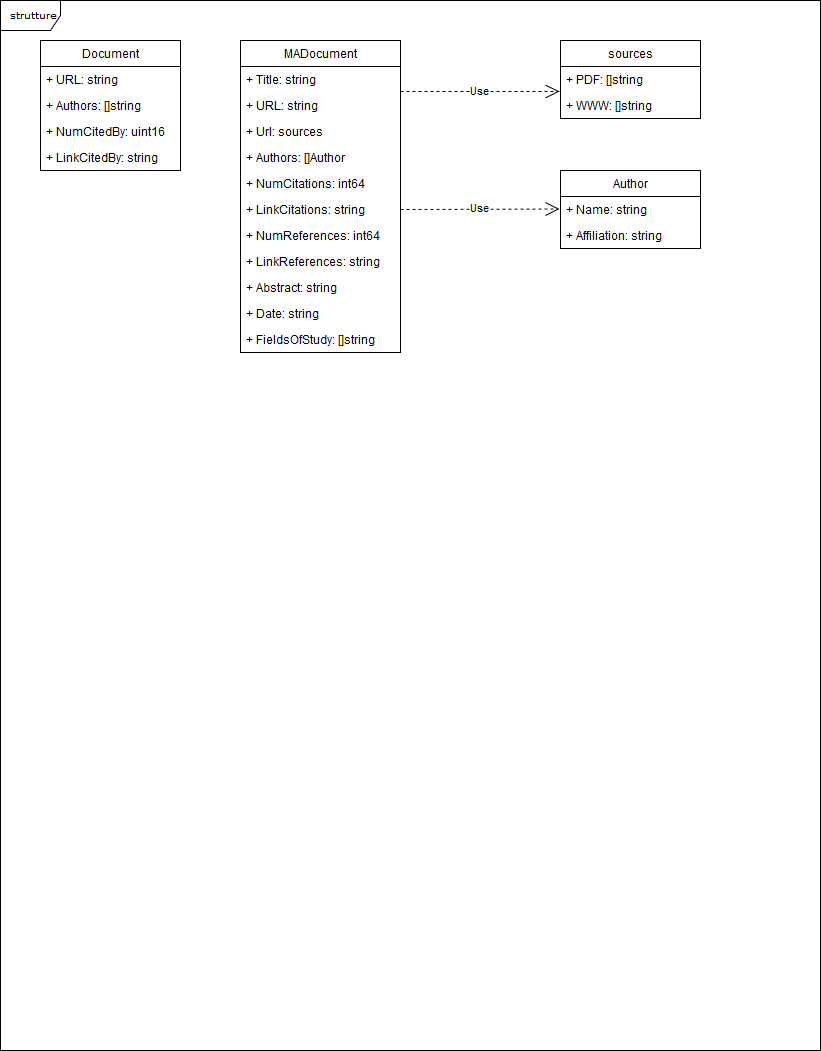 strutture
Document
+ URL: string
+ Authors: []string
+ NumCitedBy: uint16
+ LinkCitedBy: string
MADocument
+ Title: string
+ URL: string
+ Url: sources
+ Authors: []Author
+ NumCitations: int64
+ LinkCitations: string
+ NumReferences: int64
+ LinkReferences: string
+ Abstract: string
+ Date: string
+ FieldsOfStudy: []string
Use
Use
sources
+ PDF: []string
+ WWW: []string
Author
+ Name: string
+ Affiliation: string